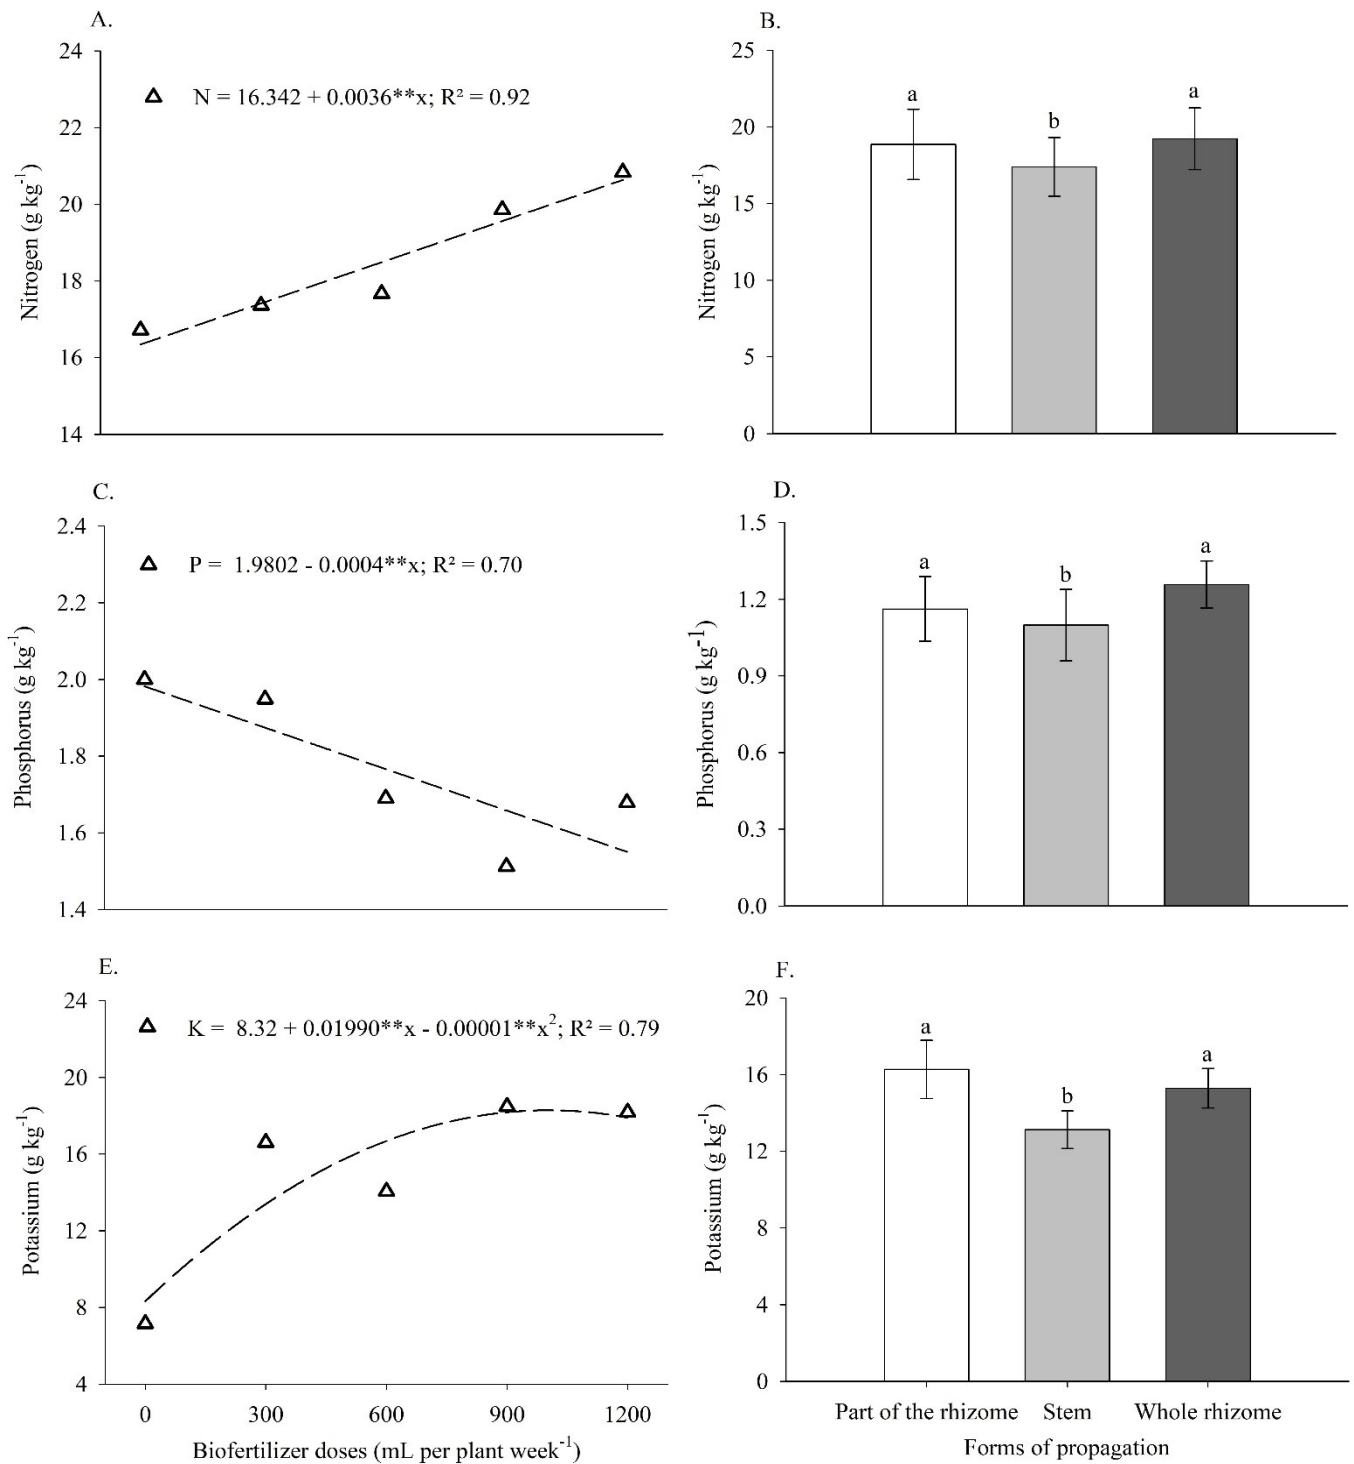 A.
24
22
20
18
16
14
Nitrogen (g kg⁻¹)
N = 16.342 + 0.0036**x; R² = 0.92
B.
25
20
15
10
5
0
Nitrogen (g kg⁻¹)
a
b
a
C.
2.4
2.2
2.0
1.8
1.6
1.4
Phosphorus (g kg⁻¹)
P = 1.9802 - 0.0004**x; R² = 0.70
D.
1.5
1.2
0.9
0.6
0.3
0.0
Phosphorus (g kg⁻¹)
a
b
a
E.
24
20
16
12
8
4
Potassium (g kg⁻¹)
K = 8.32 + 0.01990**x - 0.00001**x²; R² = 0.79
0 300 600 900 1200
Biofertilizer doses (mL per plant week⁻¹)
F.
20
16
12
8
4
0
Potassium (g kg⁻¹)
a
b
a
Part of the rhizome Stem Whole rhizome
Forms of propagation